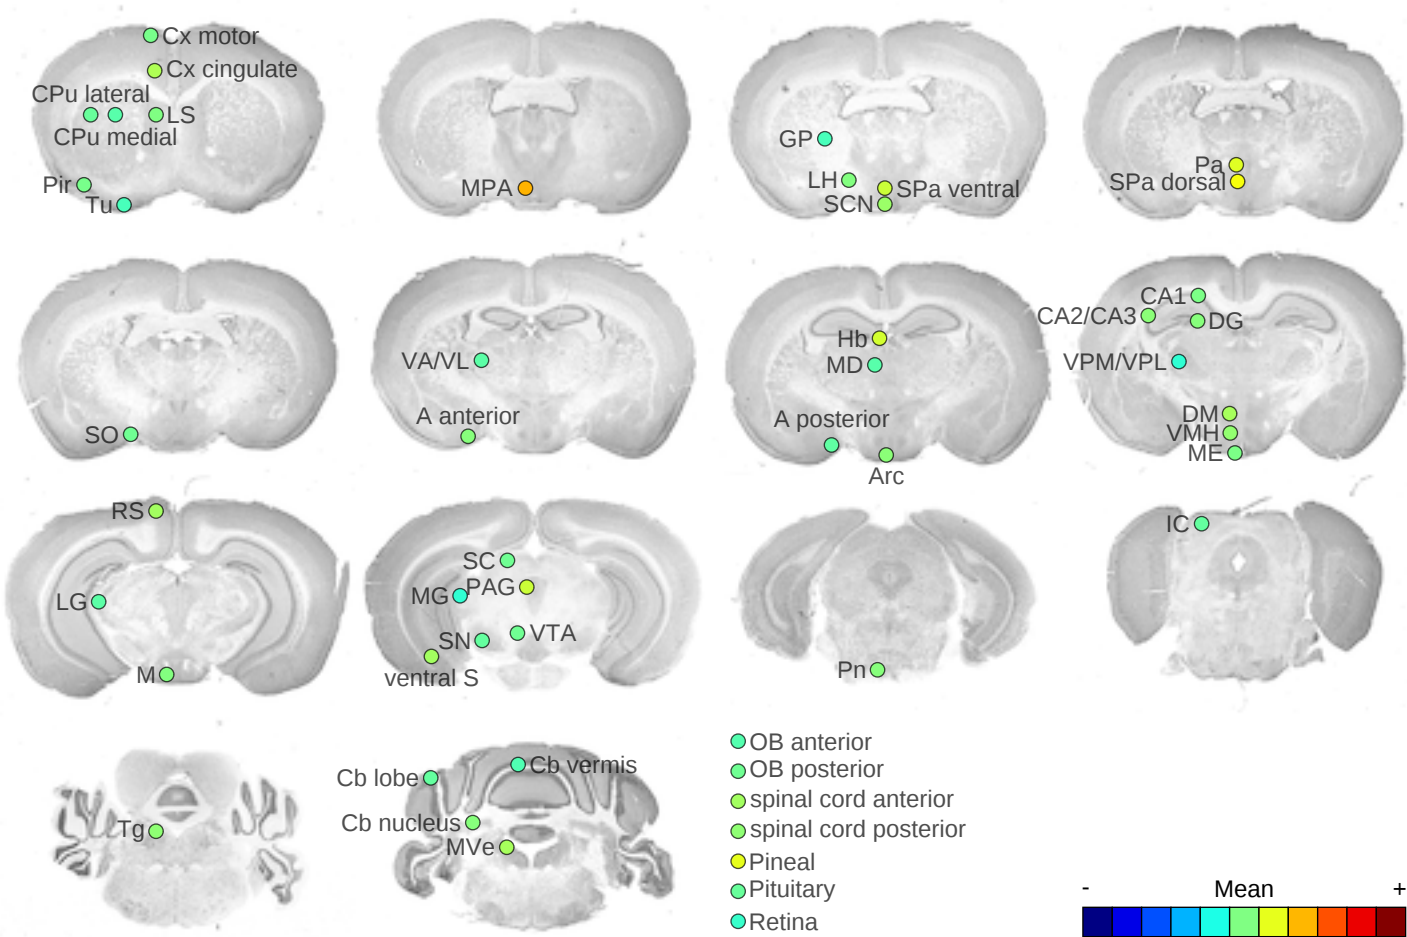 Cx motor
Cx cingulate
CPu lateral
LS
CPu medial
Pir
Tu
MPA
GP
LH
SPa ventral
SCN
Pa
SPa dorsal
SO
VA/VL
A anterior
Hb
MD
A posterior
Arc
CA1
CA2/CA3
DG
VPM/VPL
DM
VMH
ME
RS
LG
M
SC
PAG
MG
SN
VTA
ventral S
Pn
IC
Tg
Cb lobe
Cb vermis
Cb nucleus
MVe
OB anterior
OB posterior
spinal cord anterior
spinal cord posterior
Pineal
Pituitary
Retina
- Mean +